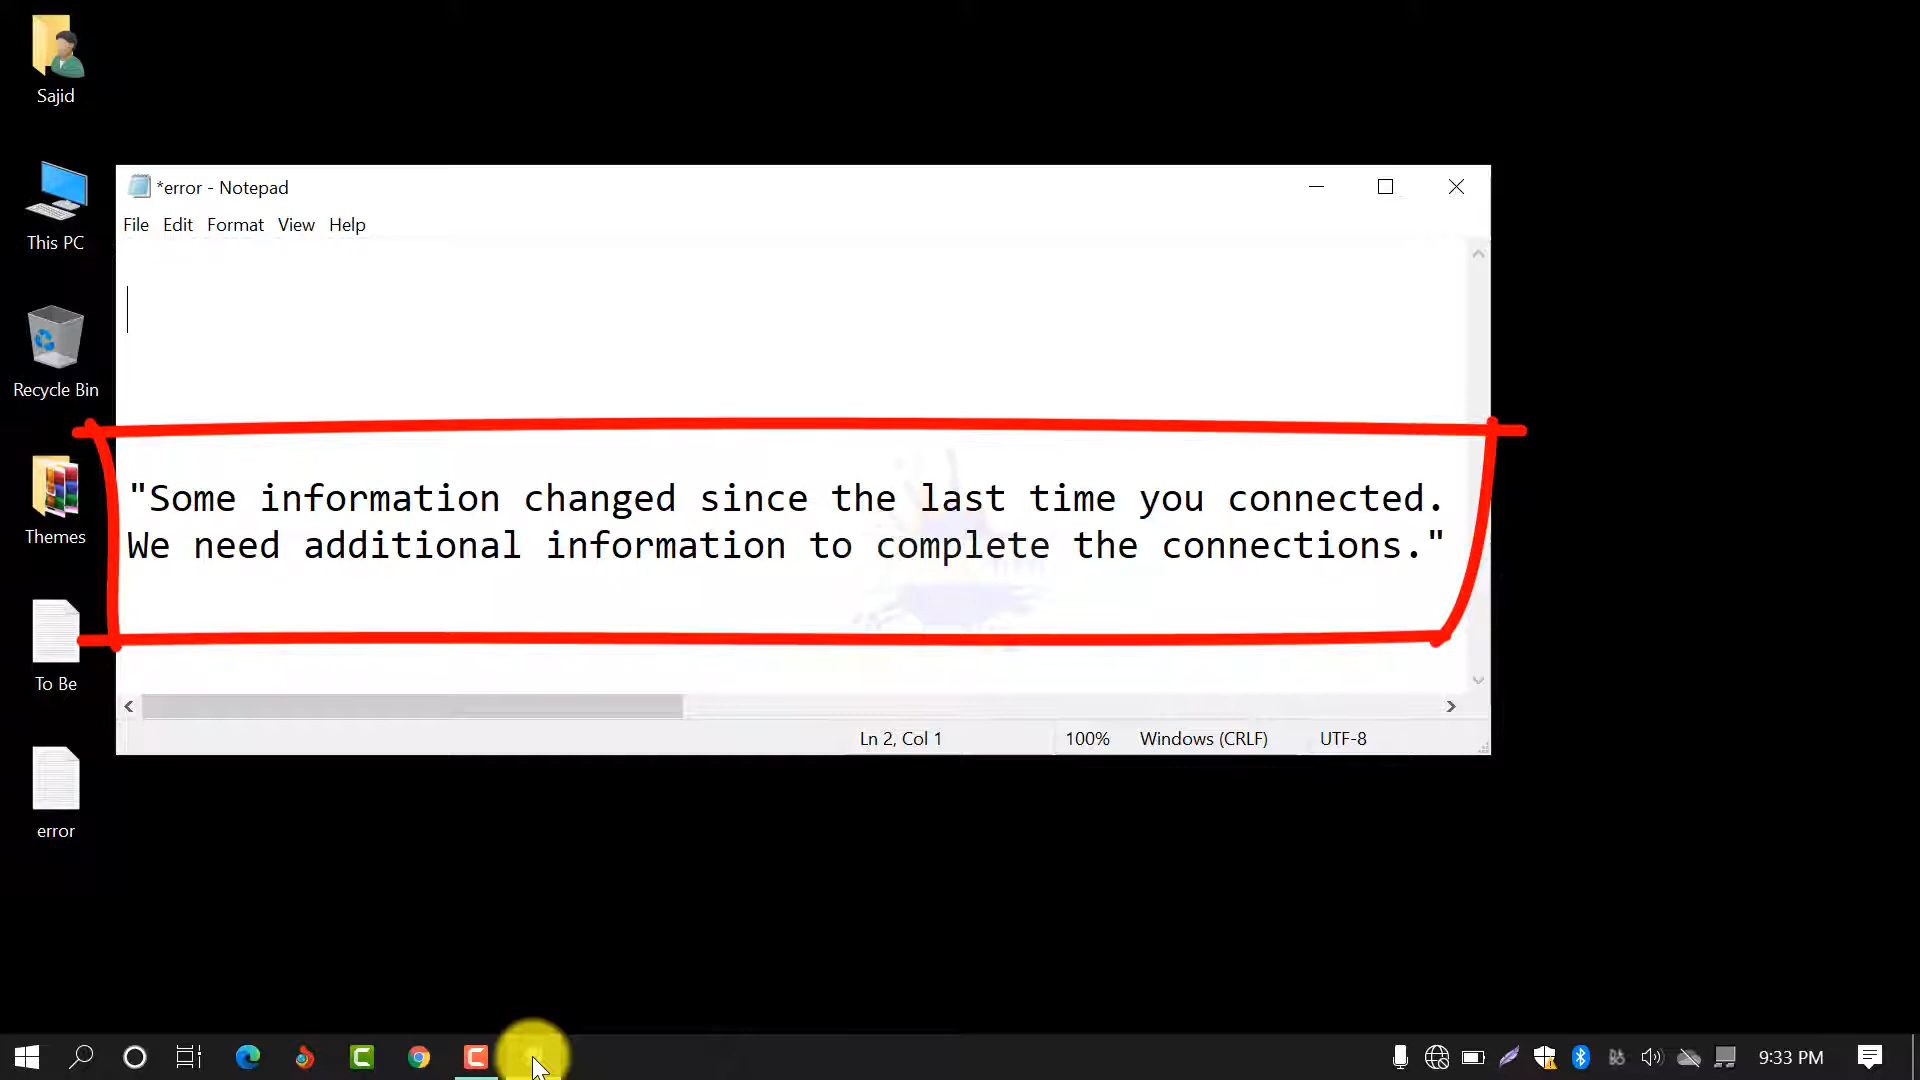 Sajid
This PC
Recycle Bin
Themes
To Be
error
*error - Notepad
File Edit Format View Help
"Some information changed since the last time you connected.
We need additional information to complete the connections."
Ln 2, Col 1 100% Windows (CRLF) UTF-8
9:33 PM